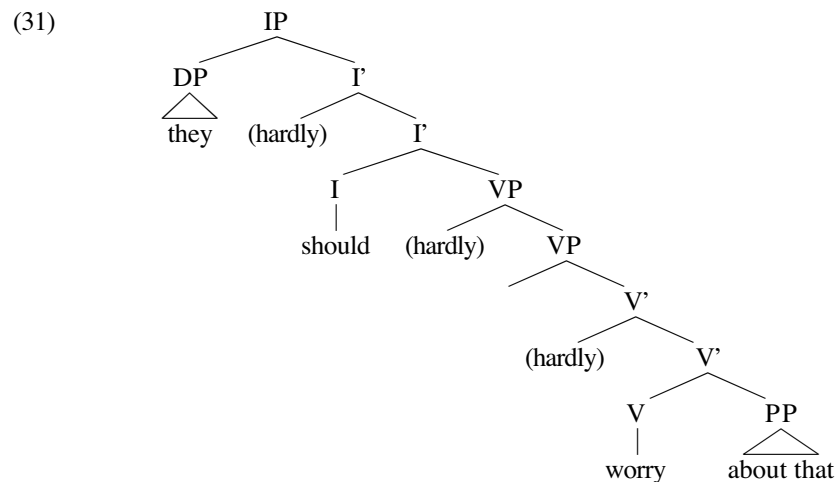 (31) IP
DP I’
they (hardly) I’
I VP
should (hardly) VP
V’
(hardly) V’
V PP
worry about that